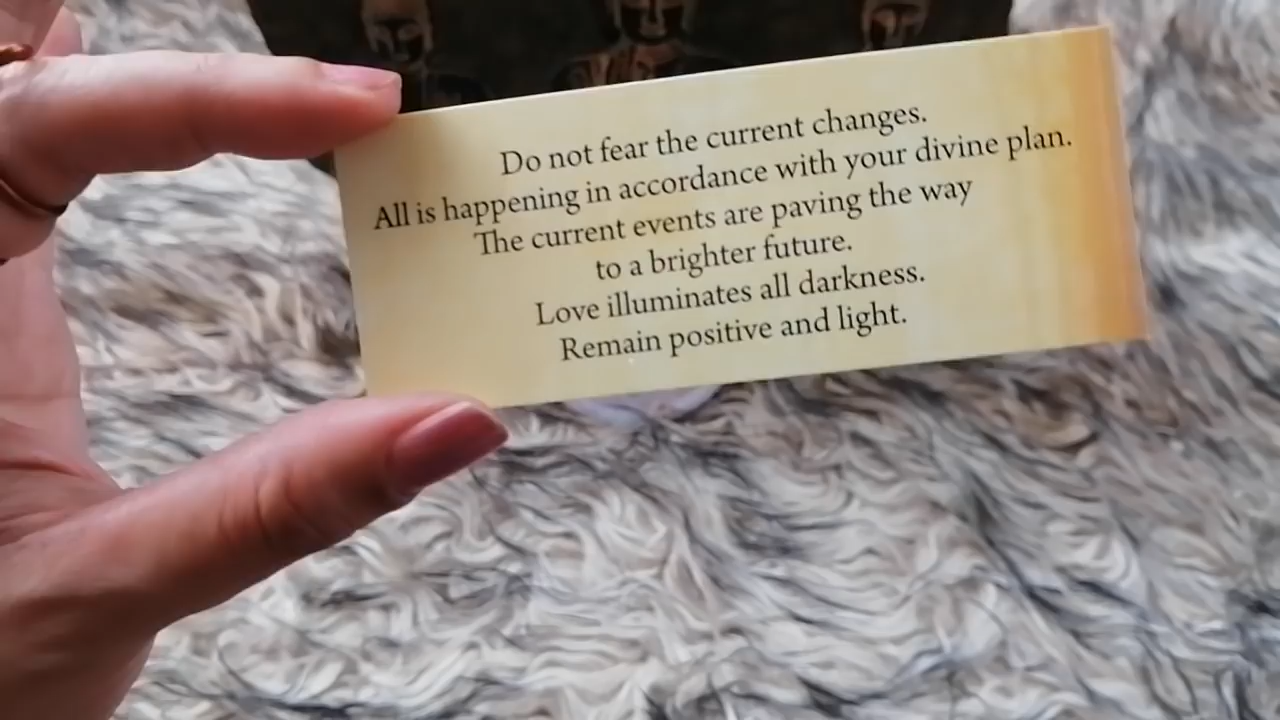 Do not fear the current changes.
All is happening in accordance with your divine plan.
The current events are paving the way
to a brighter future.
Love illuminates all darkness.
Remain positive and light.